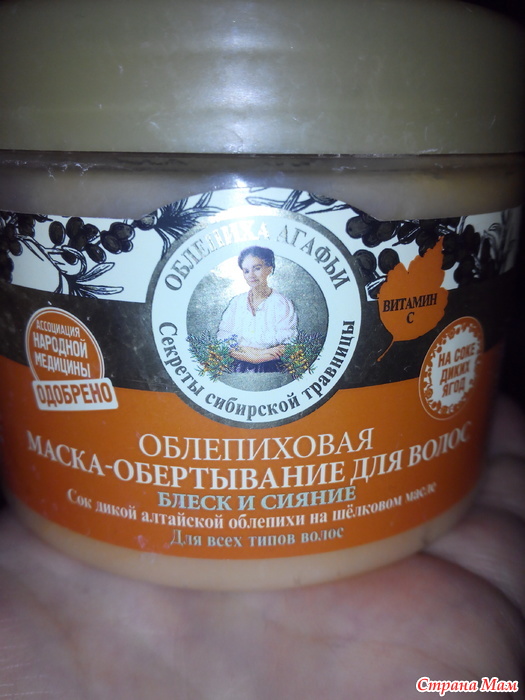 ОБЛЕПИХА АГАФЬИ
Секреты сибирской травницы
ВИТАМИН
С
АССОЦИАЦИЯ
НАРОДНОЙ
МЕДИЦИНЫ
ОДОБРЕНО
НА СОКЕ
ДИКИХ
ЯГОД
ОБЛЕПИХОВАЯ
МАСКА-ОБЕРТЫВАНИЕ ДЛЯ ВОЛОС
БЛЕСК И СИЯНИЕ
Сок дикой алтайской облепихи на шёлковом масле
Для всех типов волос
Страна Мам